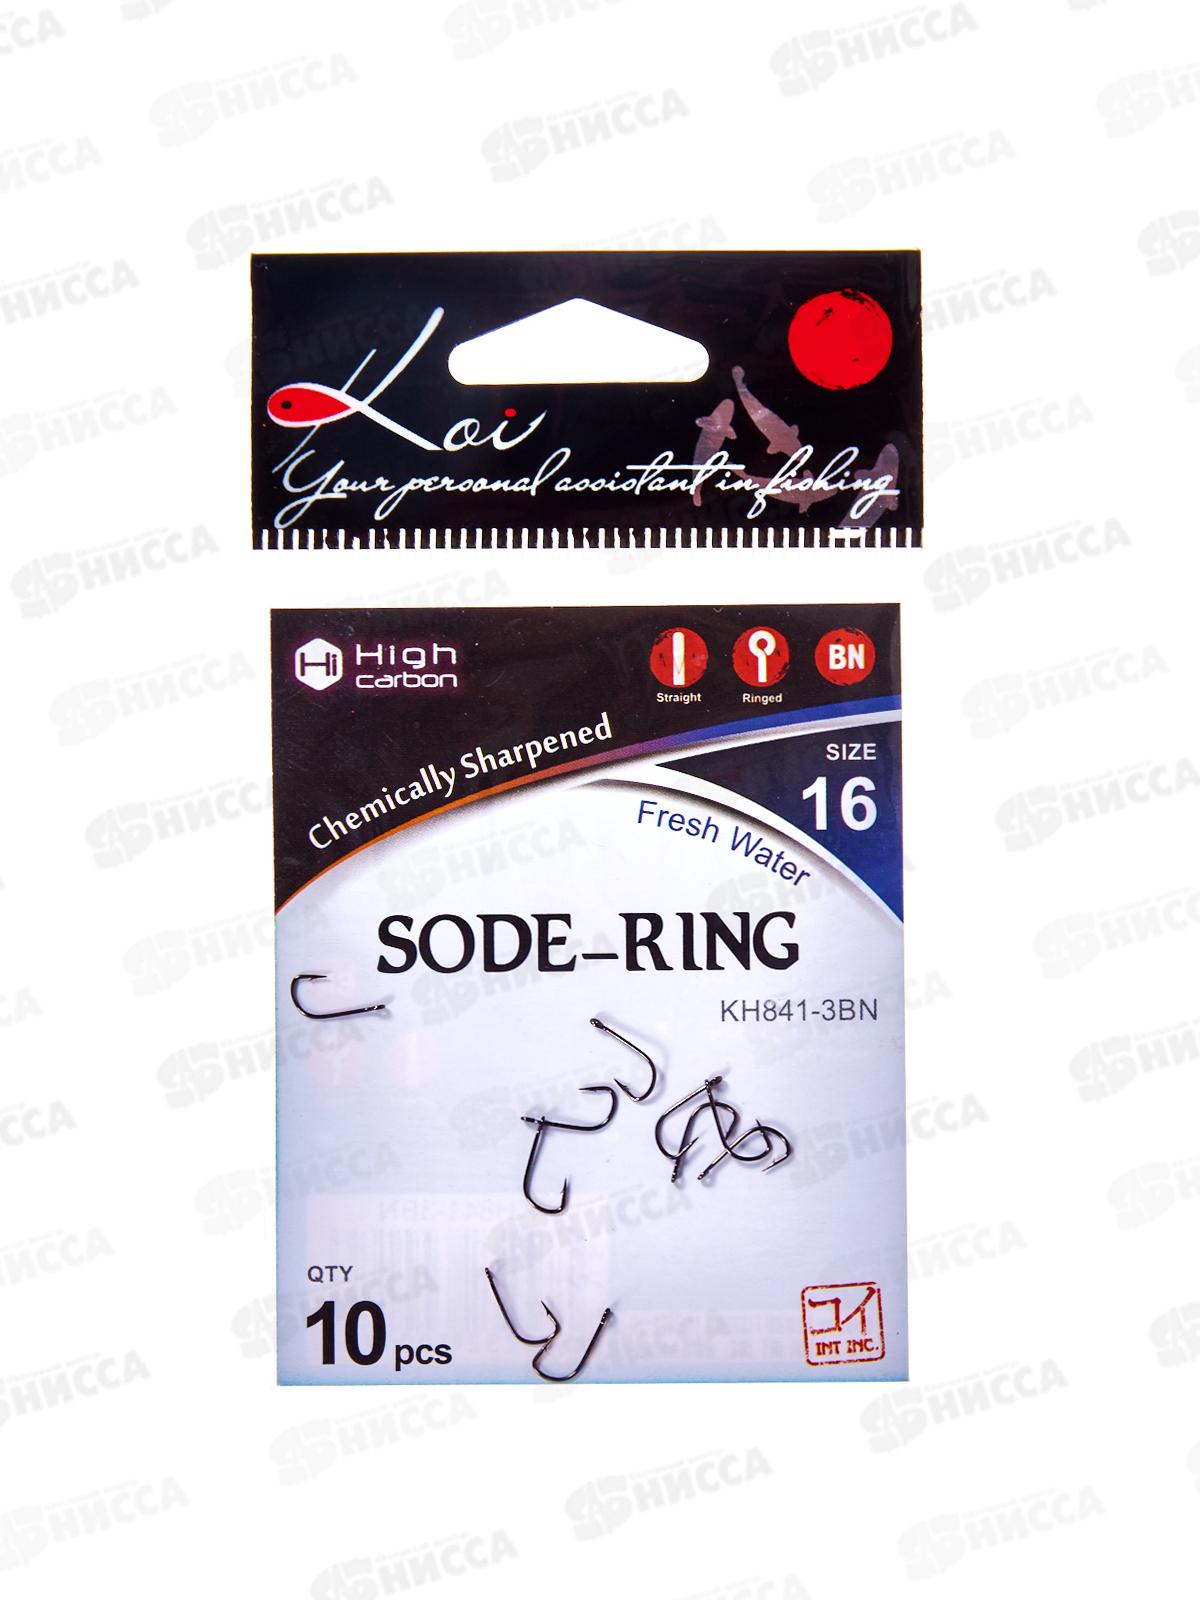 Koi
Your personal assistant in fishing
Hi High
carbon
Straight
Ringed
BN
Chemically Sharpened
SIZE
16
Fresh Water
SODE-RING
KH841-3BN
QTY
10 pcs
コイ
INT INC.
НИССА